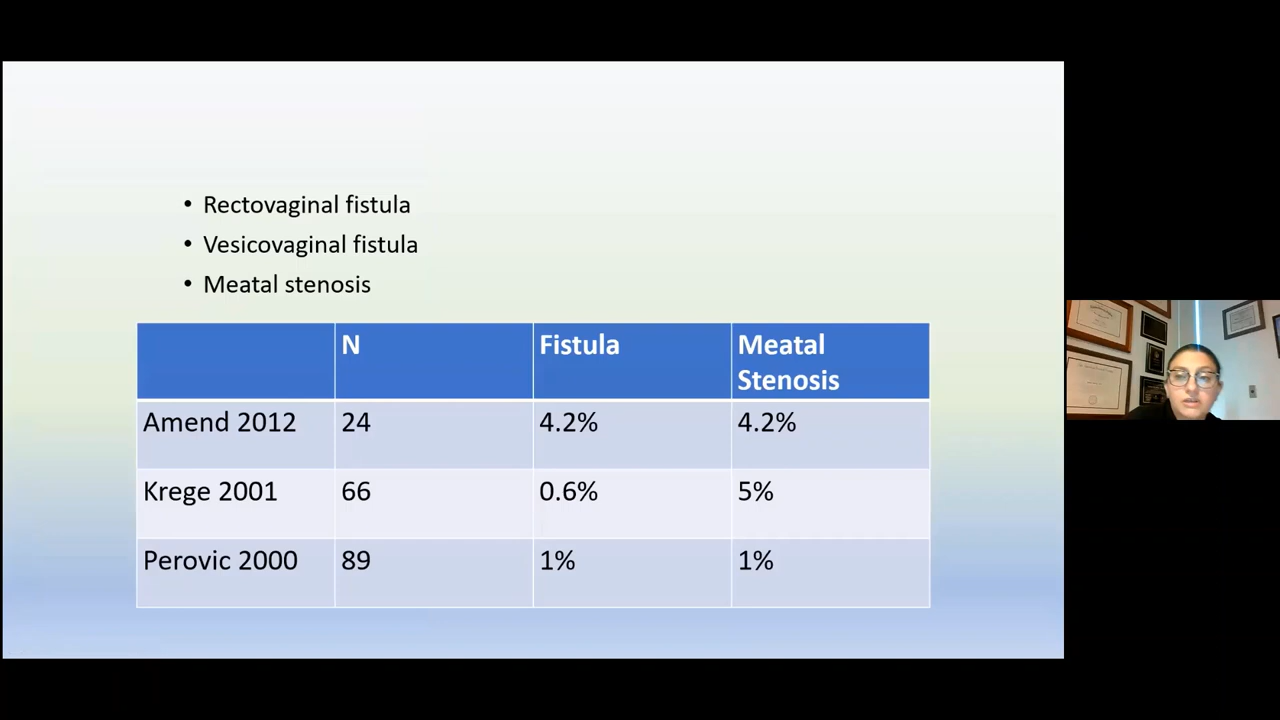 • Rectovaginal fistula
• Vesicovaginal fistula
• Meatal stenosis
N Fistula Meatal
Stenosis
Amend 2012 24 4.2% 4.2%
Krege 2001 66 0.6% 5%
Perovic 2000 89 1% 1%